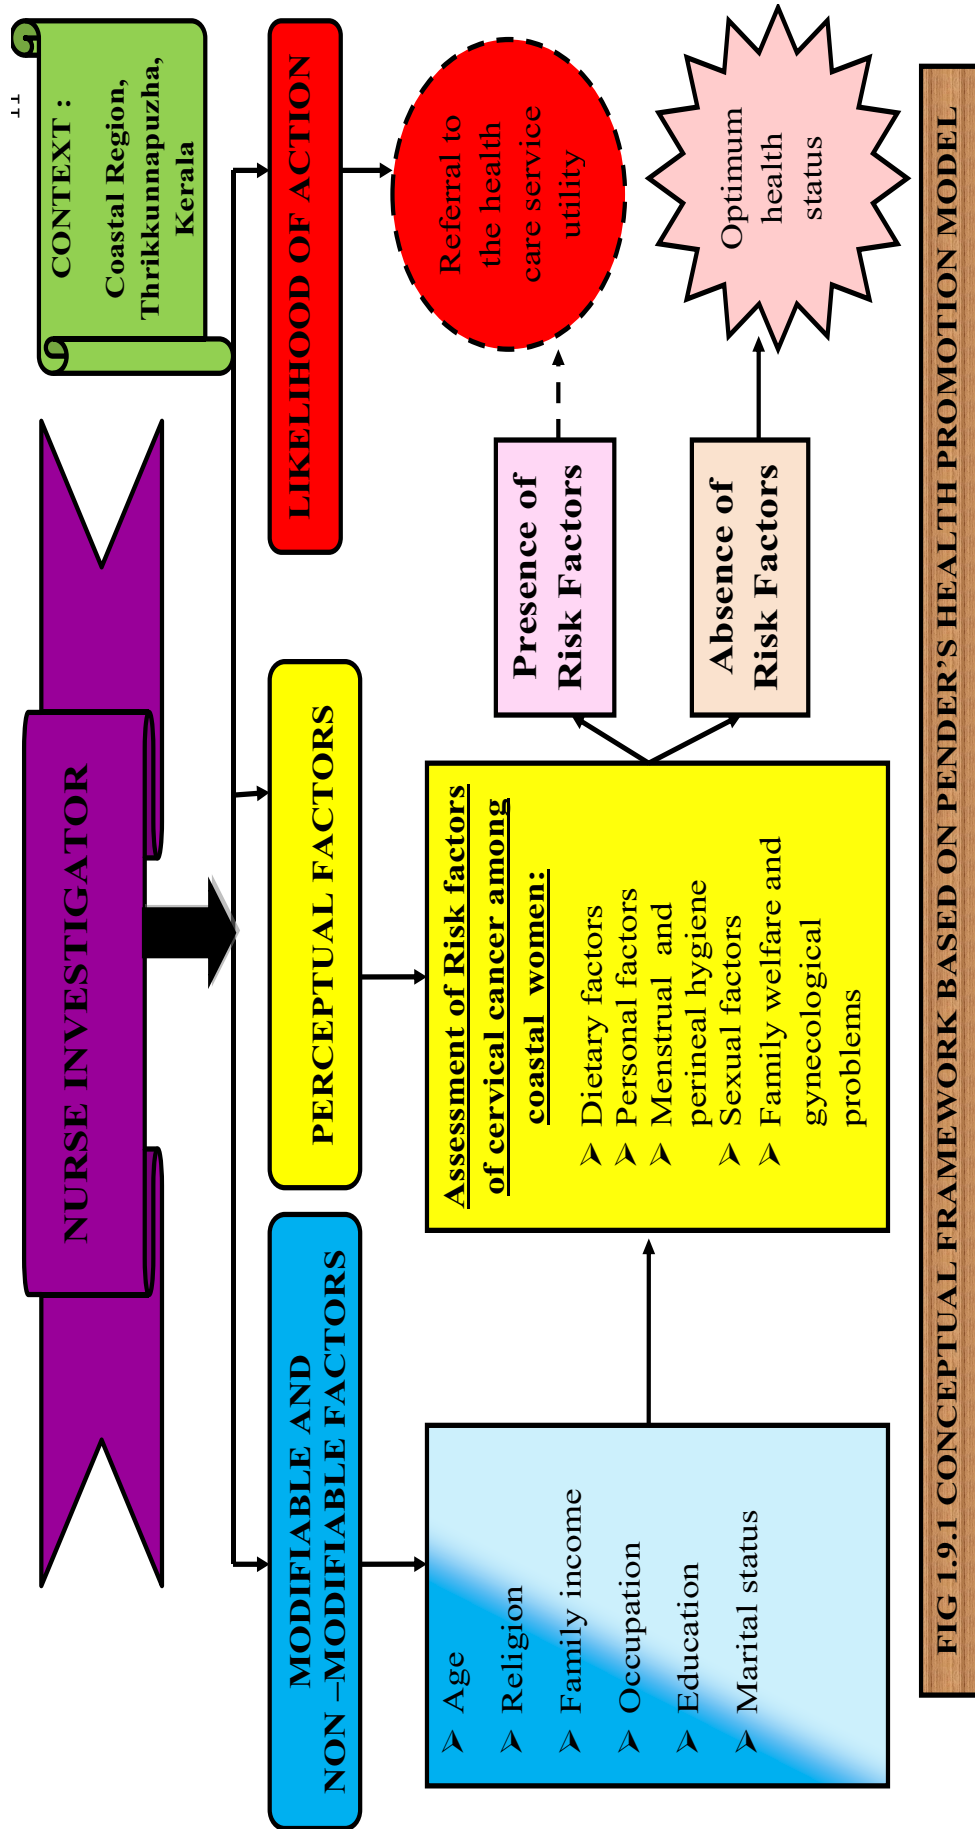 11
NURSE INVESTIGATOR
CONTEXT :
Coastal Region,
Thrikkunnapuzha,
Kerala
MODIFIABLE AND
NON –MODIFIABLE FACTORS
PERCEPTUAL FACTORS
LIKELIHOOD OF ACTION
➢ Age
➢ Religion
➢ Family income
➢ Occupation
➢ Education
➢ Marital status
Assessment of Risk factors
of cervical cancer among
coastal women:
➢ Dietary factors
➢ Personal factors
➢ Menstrual and
perineal hygiene
➢ Sexual factors
➢ Family welfare and
gynecological
problems
Presence of
Risk Factors
Absence of
Risk Factors
Referral to
the health
care service
utility
Optimum
health
status
FIG 1.9.1 CONCEPTUAL FRAMEWORK BASED ON PENDER'S HEALTH PROMOTION MODEL